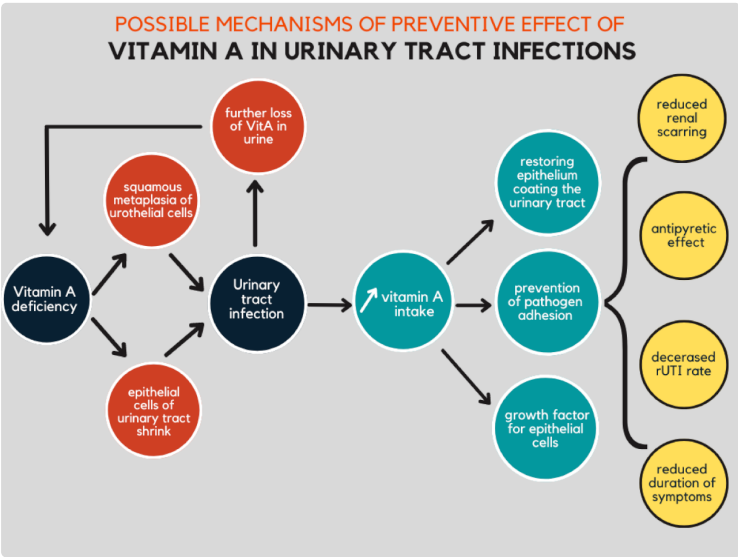 POSSIBLE MECHANISMS OF PREVENTIVE EFFECT OF
VITAMIN A IN URINARY TRACT INFECTIONS
further loss
of VitA in
urine
squamous
metaplasia of
urothelial cells
Vitamin A
deficiency
epithelial
cells of
urinary tract
shrink
Urinary
tract
infection
vitamin A
intake
restoring
epithelium
coating the
urinary tract
prevention
of pathogen
adhesion
growth factor
for epithelial
cells
reduced
renal
scarring
antipyretic
effect
decerased
rUTI rate
reduced
duration of
symptoms